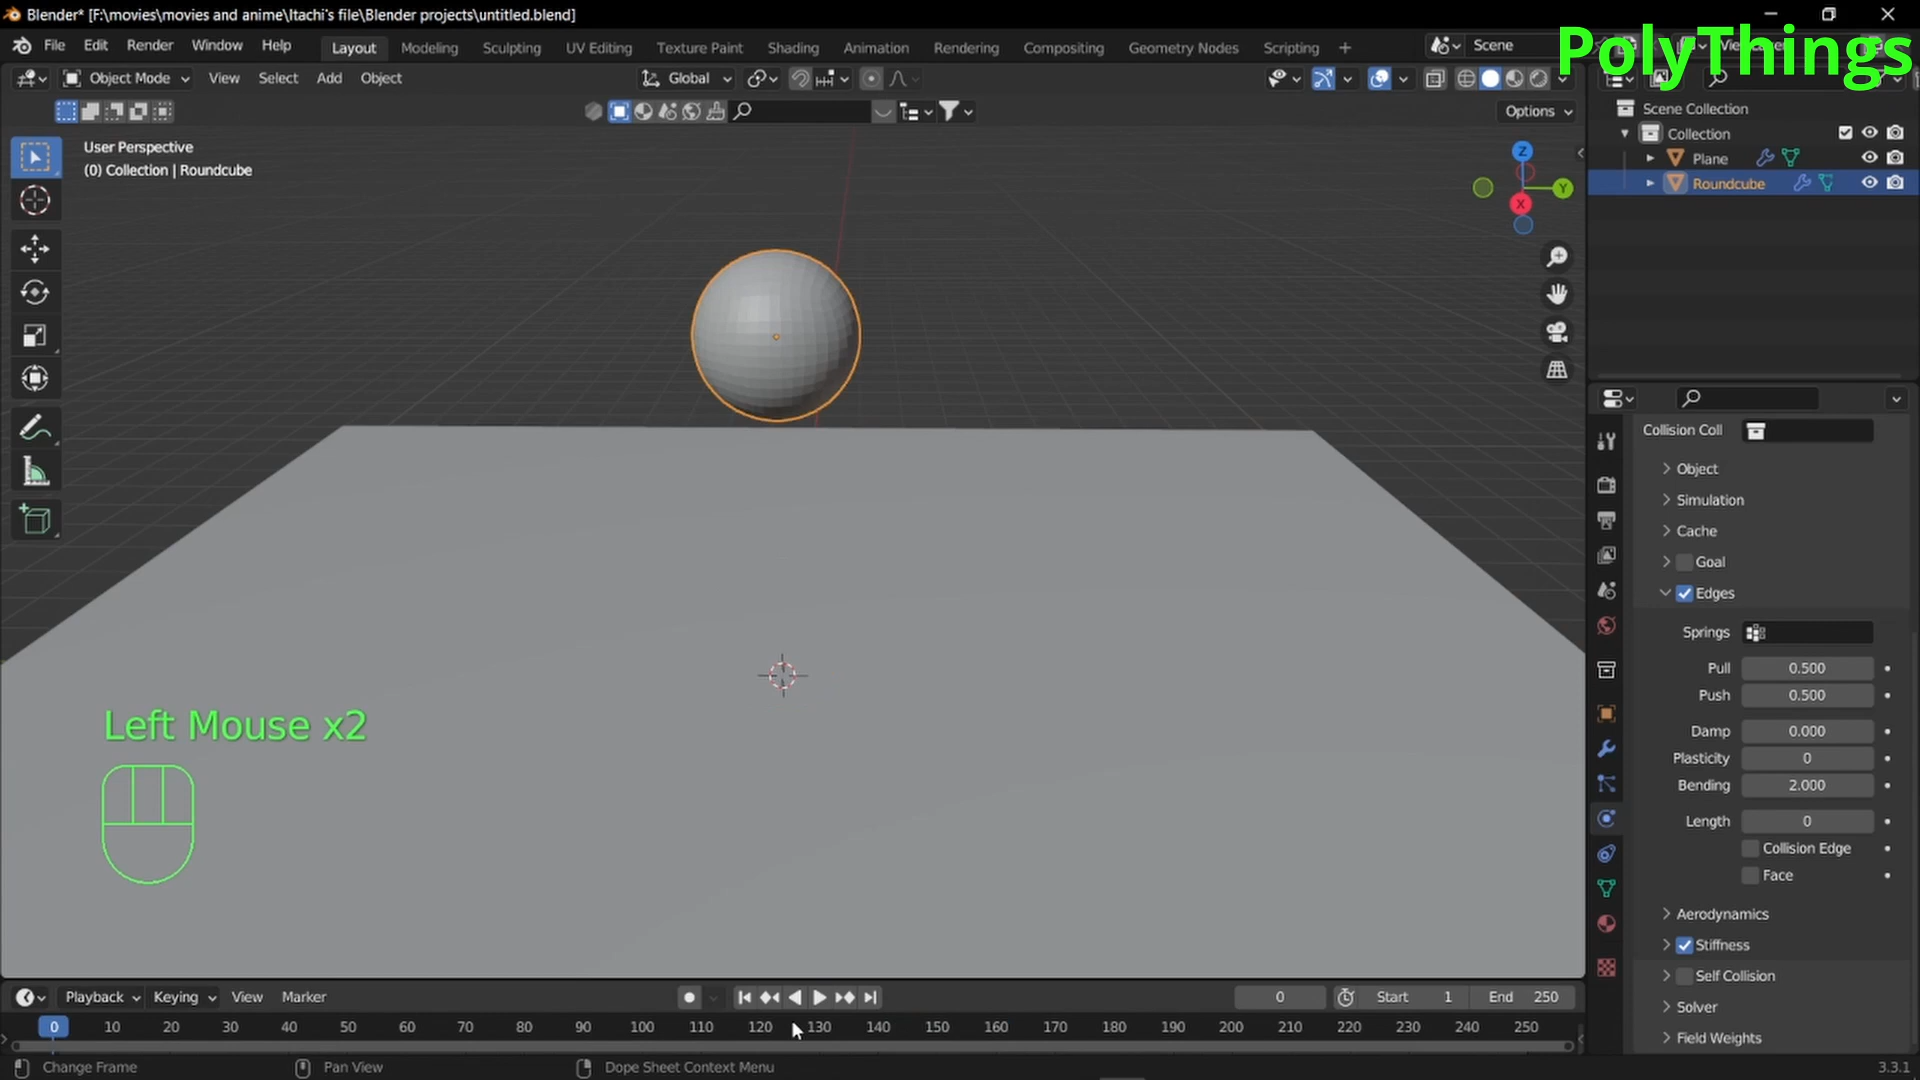 Blender* [F:\movies\movies and anime\Itachi's file\Blender projects\untitled.blend]
File Edit Render Window Help Layout Modeling Sculpting UV Editing Texture Paint Shading Animation Rendering Compositing Geometry Nodes Scripting + Scene
PolyThings
Object Mode View Select Add Object Global
Options
User Perspective
(0) Collection | Roundcube
Z
Y
X
Scene Collection
Collection
Plane
Roundcube
Collision Coll
Object
Simulation
Cache
Goal
Edges
Springs
Pull 0.500
Push 0.500
Damp 0.000
Plasticity 0
Bending 2.000
Length 0
Collision Edge
Face
Aerodynamics
Stiffness
Self Collision
Solver
Field Weights
Left Mouse x2
Playback Keying View Marker 0 Start 1 End 250
0 10 20 30 40 50 60 70 80 90 100 110 120 130 140 150 160 170 180 190 200 210 220 230 240 250
Change Frame Pan View Dope Sheet Context Menu 3.3.1